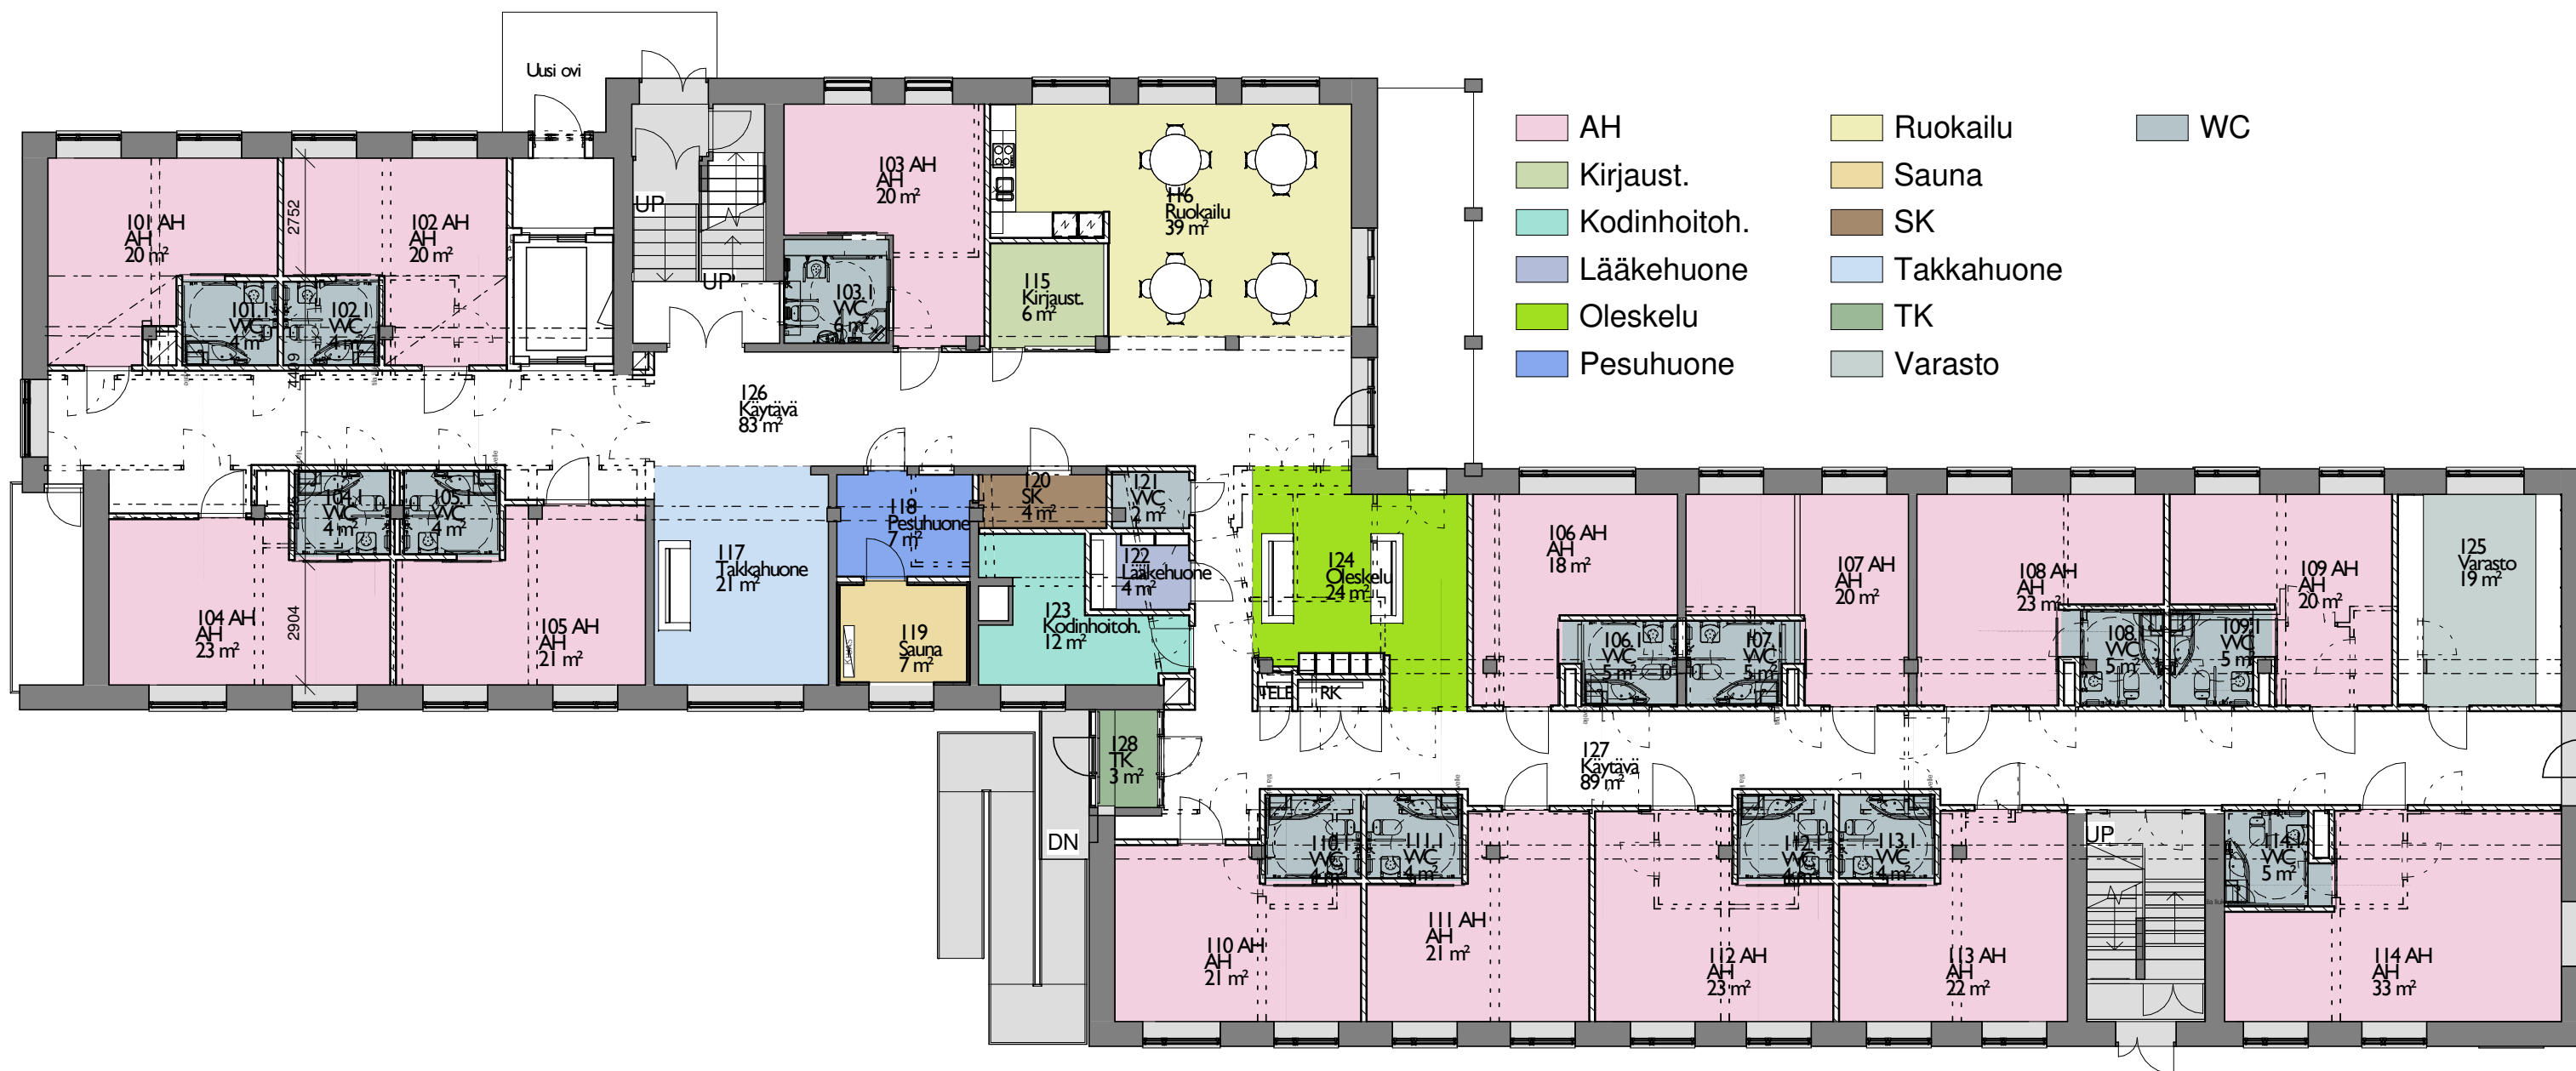 Uusi ovi
AH
Kirjaust.
Kodinhoitoh.
Lääkehuone
Oleskelu
Pesuhuone
Ruokailu
Sauna
SK
Takkahuone
TK
Varasto
WC
101 AH
AH
20 m²
2752
102 AH
AH
20 m²
UP
UP
103 AH
AH
20 m²
116
Ruokailu
39 m²
101.1
WC
4 m²
102.1
WC
4 m²
4409
103.1
WC
6 m²
115
Kirjaust.
6 m²
126
Käytävä
83 m²
104.1
WC
4 m²
105.1
WC
4 m²
104 AH
AH
23 m²
2904
105 AH
AH
21 m²
117
Takkahuone
21 m²
118
Pesuhuone
7 m²
119
Sauna
7 m²
KIUAS
120
SK
4 m²
121
WC
2 m²
122
Lääkehuone
4 m²
123
Kodinhoitoh.
12 m²
124
Oleskelu
24 m²
TELE
RK
106 AH
AH
18 m²
107 AH
AH
20 m²
108 AH
AH
23 m²
109 AH
AH
20 m²
125
Varasto
19 m²
106.1
WC
5 m²
107.1
WC
5 m²
108.1
WC
5 m²
109.1
WC
5 m²
128
TK
3 m²
127
Käytävä
89 m²
DN
110.1
WC
4 m²
111.1
WC
4 m²
112.1
WC
4 m²
113.1
WC
4 m²
UP
114.1
WC
5 m²
110 AH
AH
21 m²
111 AH
AH
21 m²
112 AH
AH
23 m²
113 AH
AH
22 m²
114 AH
AH
33 m²